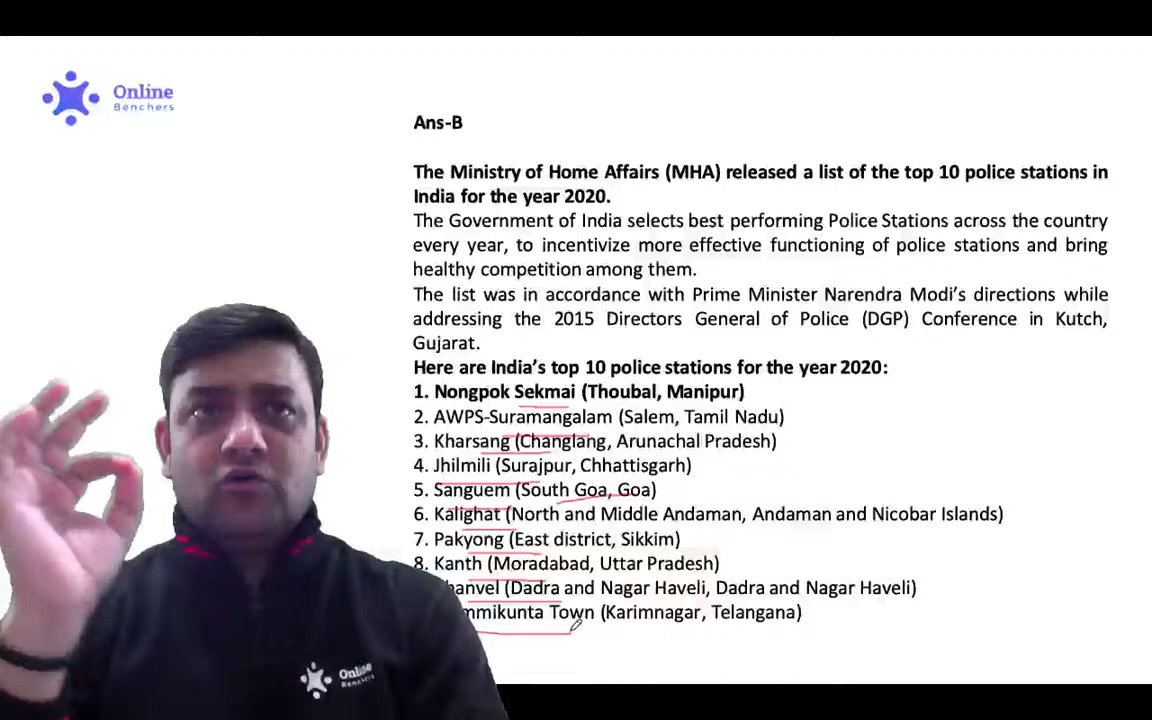 Online
Benchers
Ans-B
The Ministry of Home Affairs (MHA) released a list of the top 10 police stations in
India for the year 2020.
The Government of India selects best performing Police Stations across the country
every year, to incentivize more effective functioning of police stations and bring
healthy competition among them.
The list was in accordance with Prime Minister Narendra Modi's directions while
addressing the 2015 Directors General of Police (DGP) Conference in Kutch,
Gujarat.
Here are India's top 10 police stations for the year 2020:
1. Nongpok Sekmai (Thoubal, Manipur)
2. AWPS-Suramangalam (Salem, Tamil Nadu)
3. Kharsang (Changlang, Arunachal Pradesh)
4. Jhilmili (Surajpur, Chhattisgarh)
5. Sanguem (South Goa, Goa)
6. Kalighat (North and Middle Andaman, Andaman and Nicobar Islands)
7. Pakyong (East district, Sikkim)
8. Kanth (Moradabad, Uttar Pradesh)
(Dadra and Nagar Haveli, Dadra and Nagar Haveli)
Town (Karimnagar, Telangana)
Online
Benchers